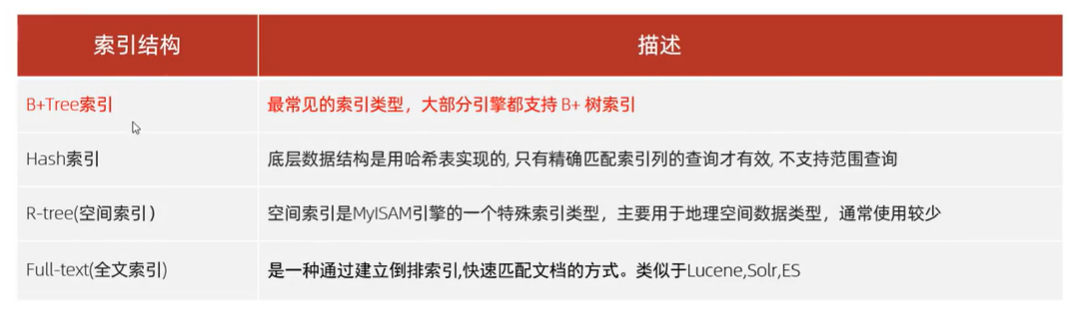 索引结构 描述
B+Tree索引 最常见的索引类型，大部分引擎都支持 B+ 树索引
Hash索引 底层数据结构是用哈希表实现的, 只有精确匹配索引列的查询才有效, 不支持范围查询
R-tree(空间索引） 空间索引是MyISAM引擎的一个特殊索引类型，主要用于地理空间数据类型，通常使用较少
Full-text(全文索引) 是一种通过建立倒排索引,快速匹配文档的方式。类似于Lucene,Solr,ES